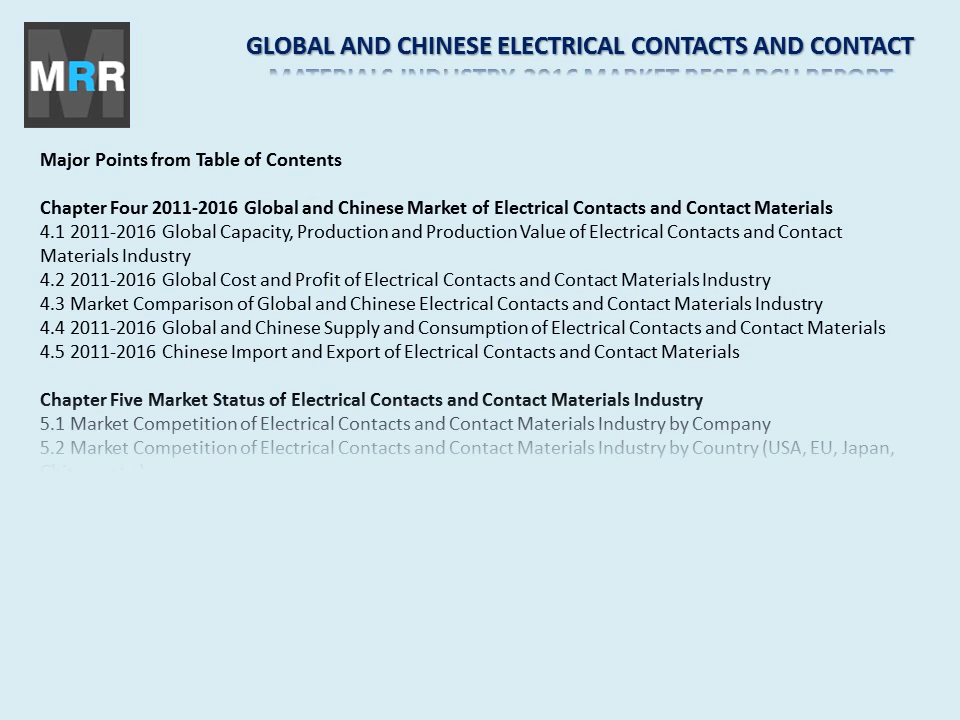 MRR
GLOBAL AND CHINESE ELECTRICAL CONTACTS AND CONTACT
MATERIALS INDUSTRY, 2016 MARKET RESEARCH REPORT
Major Points from Table of Contents
Chapter Four 2011-2016 Global and Chinese Market of Electrical Contacts and Contact Materials
4.1 2011-2016 Global Capacity, Production and Production Value of Electrical Contacts and Contact
Materials Industry
4.2 2011-2016 Global Cost and Profit of Electrical Contacts and Contact Materials Industry
4.3 Market Comparison of Global and Chinese Electrical Contacts and Contact Materials Industry
4.4 2011-2016 Global and Chinese Supply and Consumption of Electrical Contacts and Contact Materials
4.5 2011-2016 Chinese Import and Export of Electrical Contacts and Contact Materials
Chapter Five Market Status of Electrical Contacts and Contact Materials Industry
5.1 Market Competition of Electrical Contacts and Contact Materials Industry by Company
5.2 Market Competition of Electrical Contacts and Contact Materials Industry by Country (USA, EU, Japan,